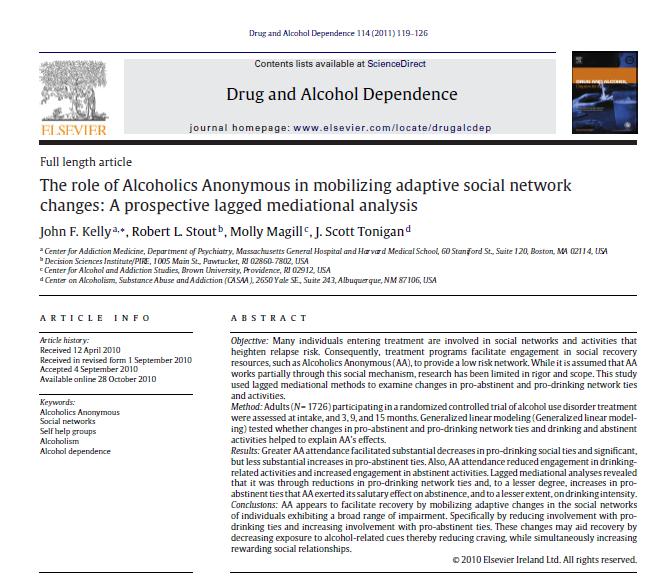 Drug and Alcohol Dependence 114 (2011) 119–126
Contents lists available at ScienceDirect
Drug and Alcohol Dependence
journal homepage: www.elsevier.com/locate/drugalcdep
ELSEVIER
Full length article
The role of Alcoholics Anonymous in mobilizing adaptive social network
changes: A prospective lagged mediational analysis
John F. Kelly a,*, Robert L. Stout b, Molly Magill c, J. Scott Tonigan d
a Center for Addiction Medicine, Department of Psychiatry, Massachusetts General Hospital and Harvard Medical School, 60 Staniford St., Suite 120, Boston, MA 02114, USA
b Decision Sciences Institute/PIRE, 1005 Main St., Pawtucket, RI 02860-7802, USA
c Center for Alcohol and Addiction Studies, Brown University, Providence, RI 02912, USA
d Center on Alcoholism, Substance Abuse and Addiction (CASAA), 2650 Yale SE., Suite 243, Albuquerque, NM 87106, USA
ARTICLE INFO
Article history:
Received 12 April 2010
Received in revised form 1 September 2010
Accepted 4 September 2010
Available online 28 October 2010
Keywords:
Alcoholics Anonymous
Social networks
Self help groups
Alcoholism
Alcohol dependence
ABSTRACT
Objective: Many individuals entering treatment are involved in social networks and activities that
heighten relapse risk. Consequently, treatment programs facilitate engagement in social recovery
resources, such as Alcoholics Anonymous (AA), to provide a low risk network. While it is assumed that AA
works partially through this social mechanism, research has been limited in rigor and scope. This study
used lagged mediational methods to examine changes in pro-abstinent and pro-drinking network ties
and activities.
Method: Adults (N = 1726) participating in a randomized controlled trial of alcohol use disorder treatment
were assessed at intake, and 3, 9, and 15 months. Generalized linear modeling (Generalized linear model-
ing) tested whether changes in pro-abstinent and pro-drinking network ties and drinking and abstinent
activities helped to explain AA's effects.
Results: Greater AA attendance facilitated substantial decreases in pro-drinking social ties and significant,
but less substantial increases in pro-abstinent ties. Also, AA attendance reduced engagement in drinking-
related activities and increased engagement in abstinent activities. Lagged mediational analyses revealed
that it was through reductions in pro-drinking network ties and, to a lesser degree, increases in pro-
abstinent ties that AA exerted its salutary effect on abstinence, and to a lesser extent, on drinking intensity.
Conclusions: AA appears to facilitate recovery by mobilizing adaptive changes in the social networks
of individuals exhibiting a broad range of impairment. Specifically by reducing involvement with pro-
drinking ties and increasing involvement with pro-abstinent ties. These changes may aid recovery by
decreasing exposure to alcohol-related cues thereby reducing craving, while simultaneously increasing
rewarding social relationships.
© 2010 Elsevier Ireland Ltd. All rights reserved.